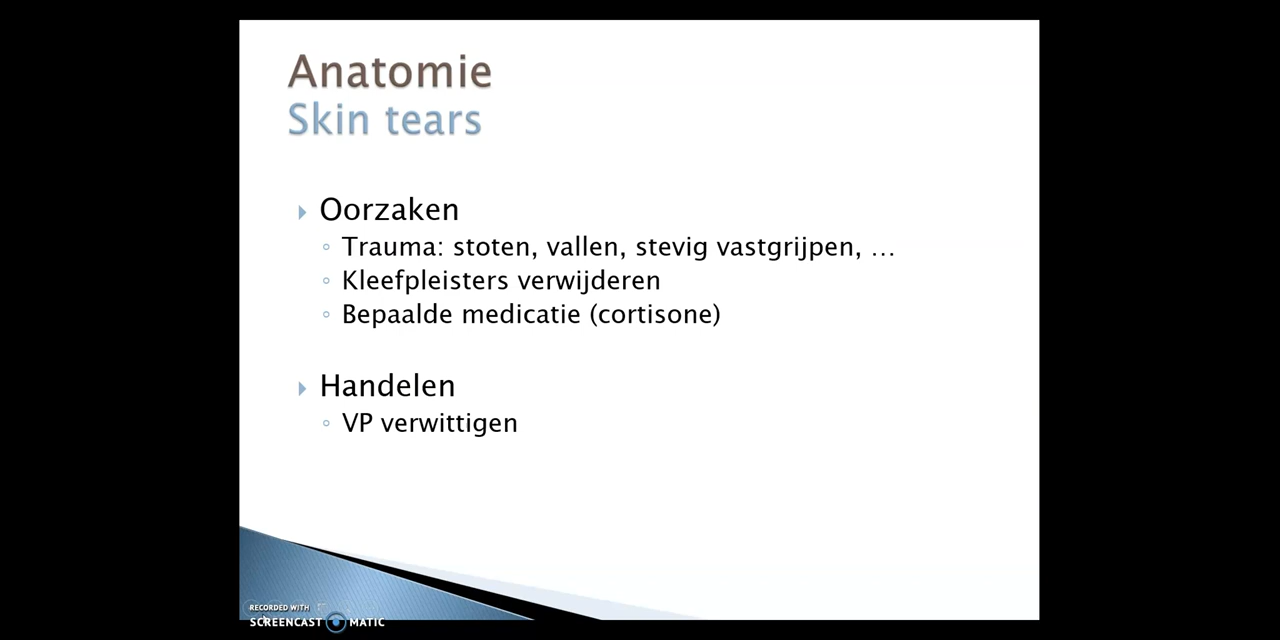 Anatomie
Skin tears
Oorzaken
Trauma: stoten, vallen, stevig vastgrijpen, …
Kleefpleisters verwijderen
Bepaalde medicatie (cortisone)
Handelen
VP verwittigen
RECORDED WITH
SCREENCAST MATIC